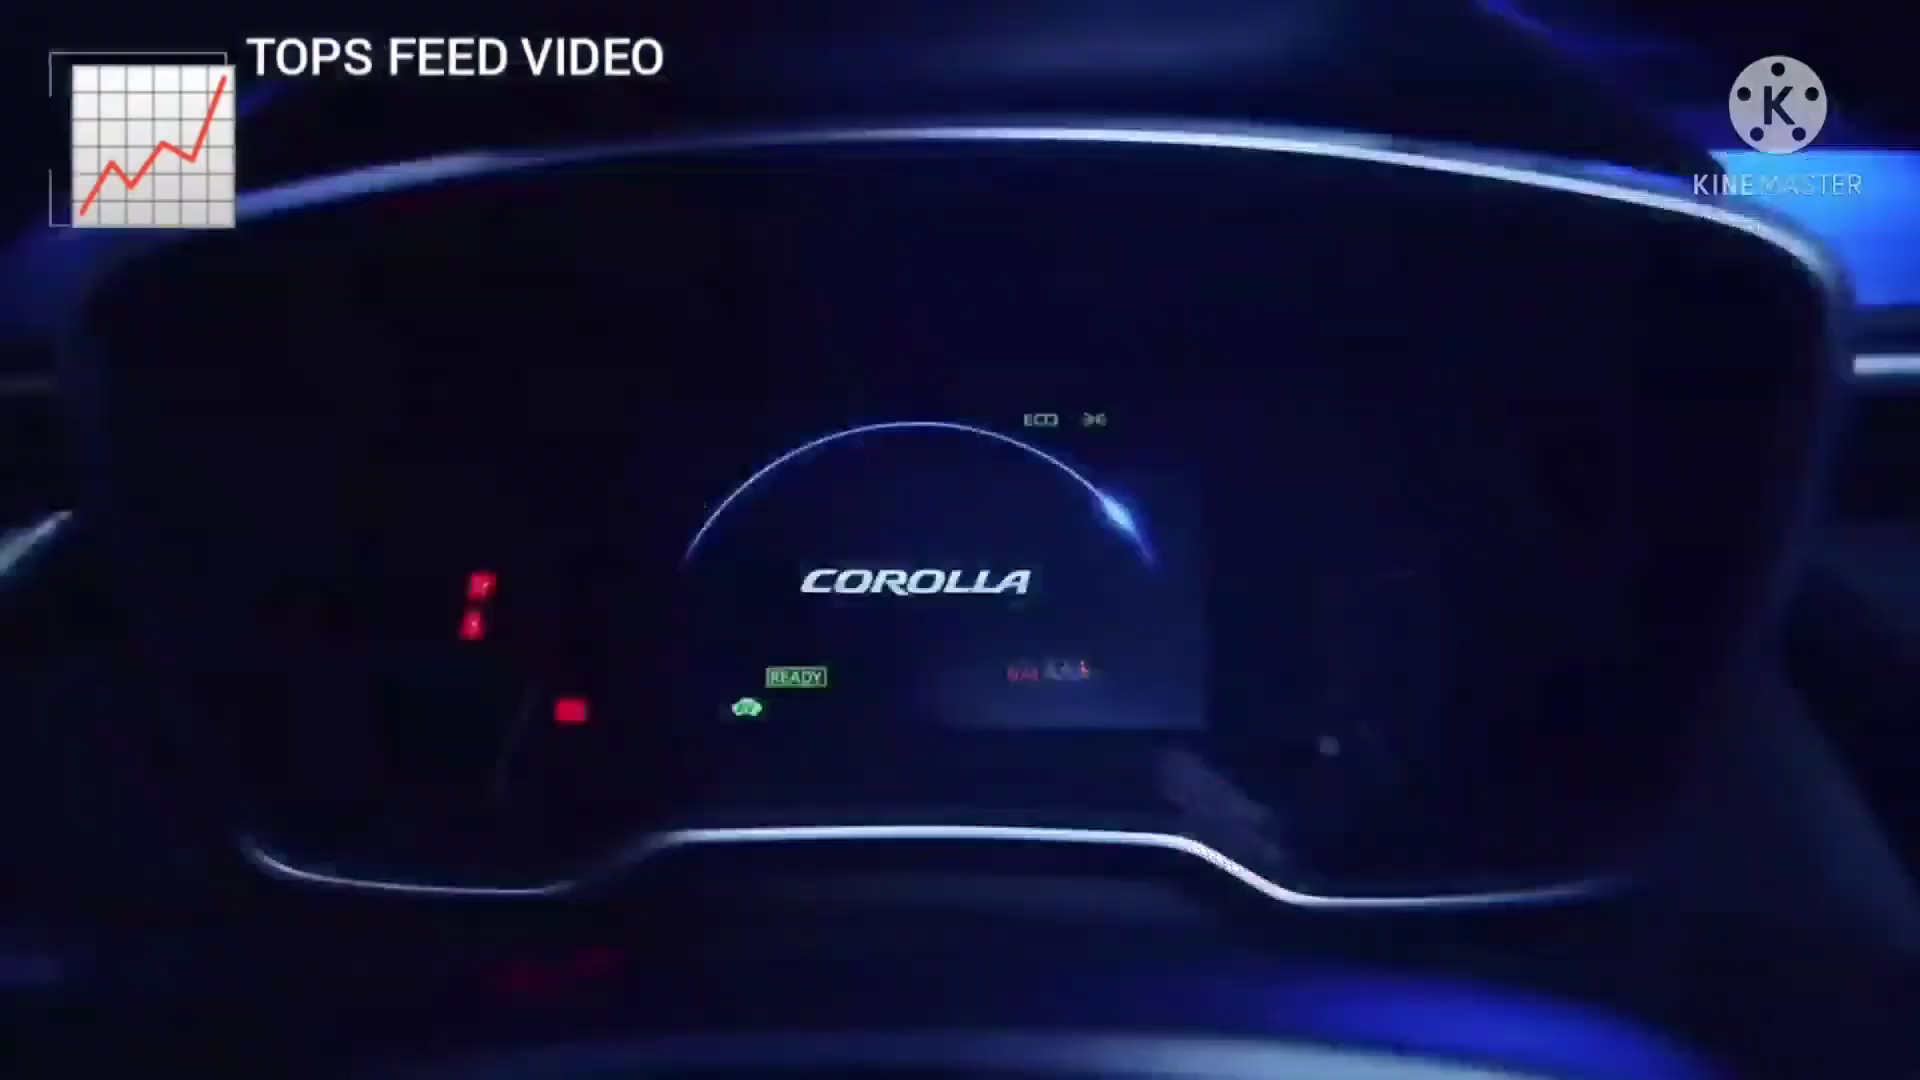 TOPS FEED VIDEO
K
KINEMASTER
ECO
COROLLA
READY